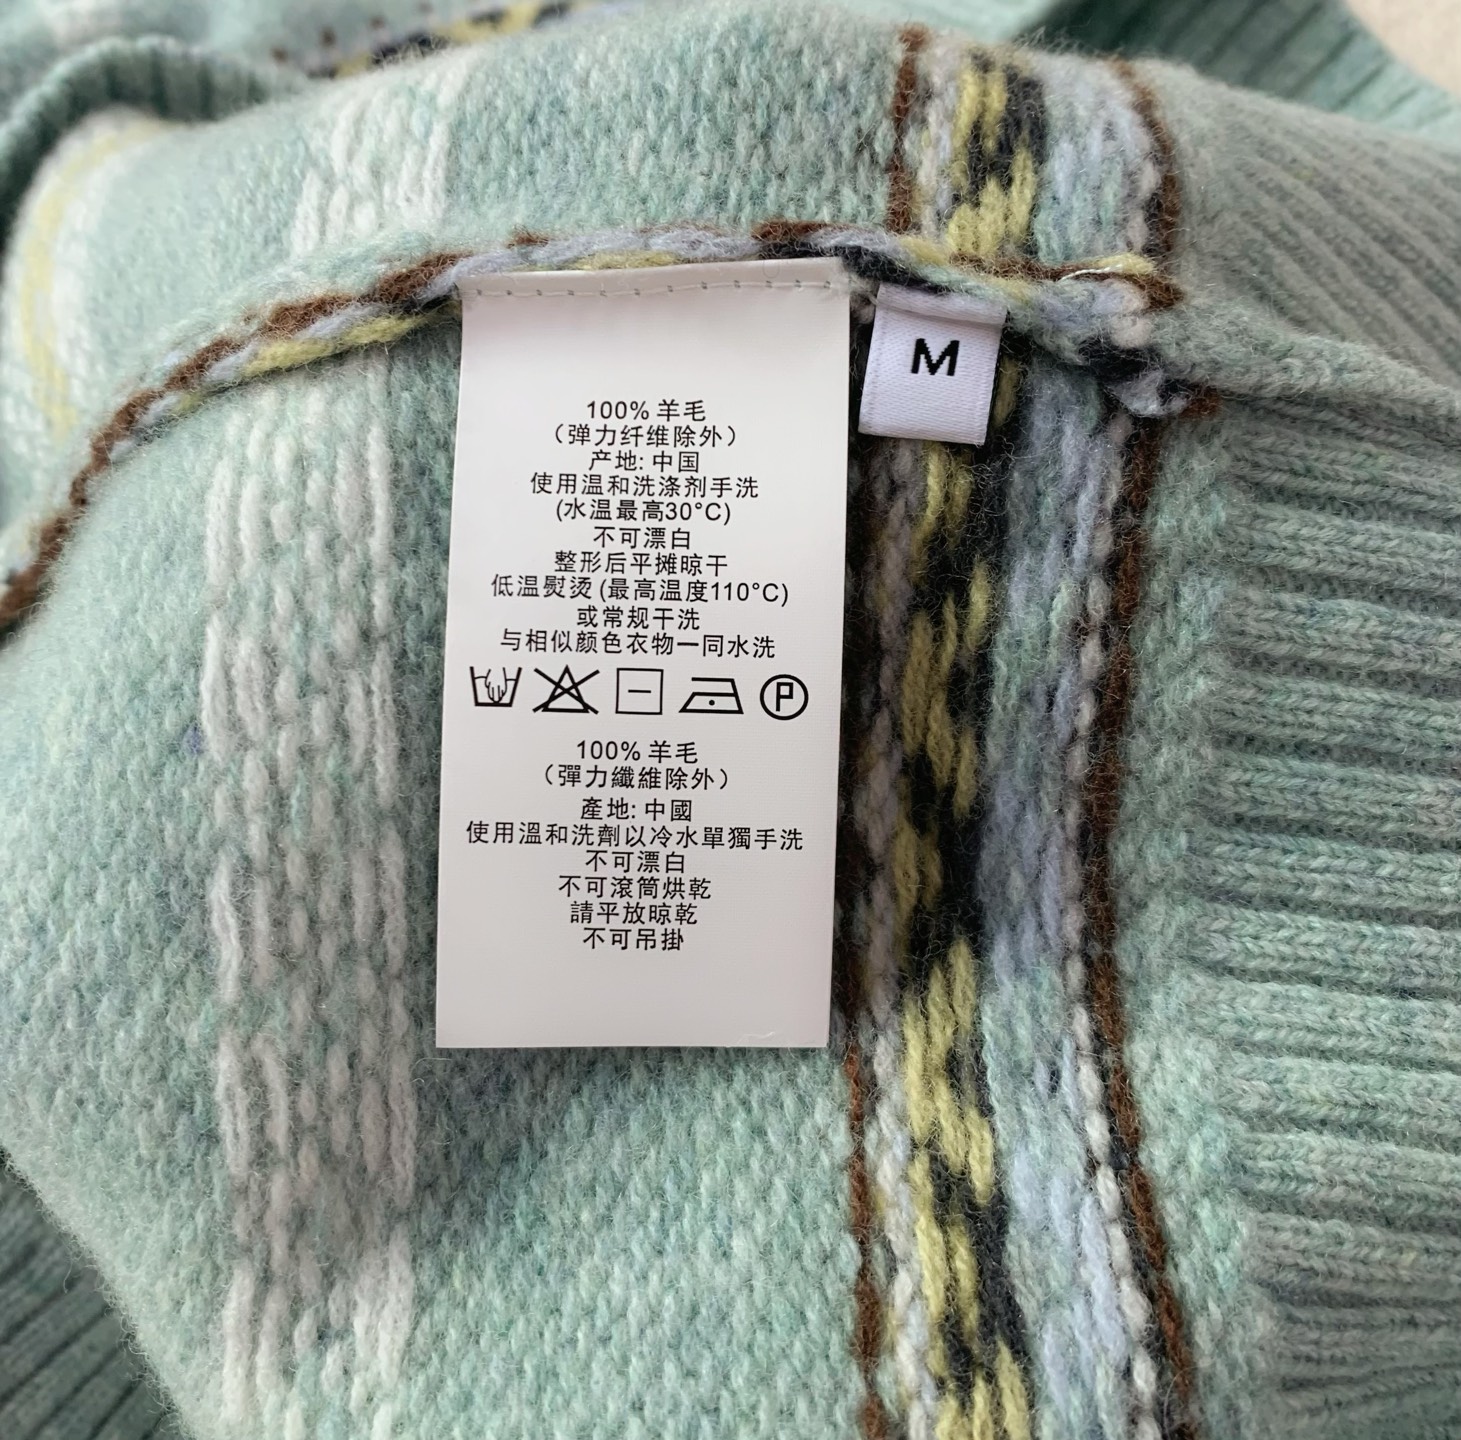 100% 羊毛
（弹力纤维除外）
产地: 中国
使用温和洗涤剂手洗
(水温最高30°C)
不可漂白
整形后平摊晾干
低温熨烫 (最高温度110°C)
或常规干洗
与相似颜色衣物一同水洗
P
100% 羊毛
（彈力纖維除外）
產地: 中國
使用溫和洗劑以冷水單獨手洗
不可漂白
不可滾筒烘乾
請平放晾乾
不可吊掛
M